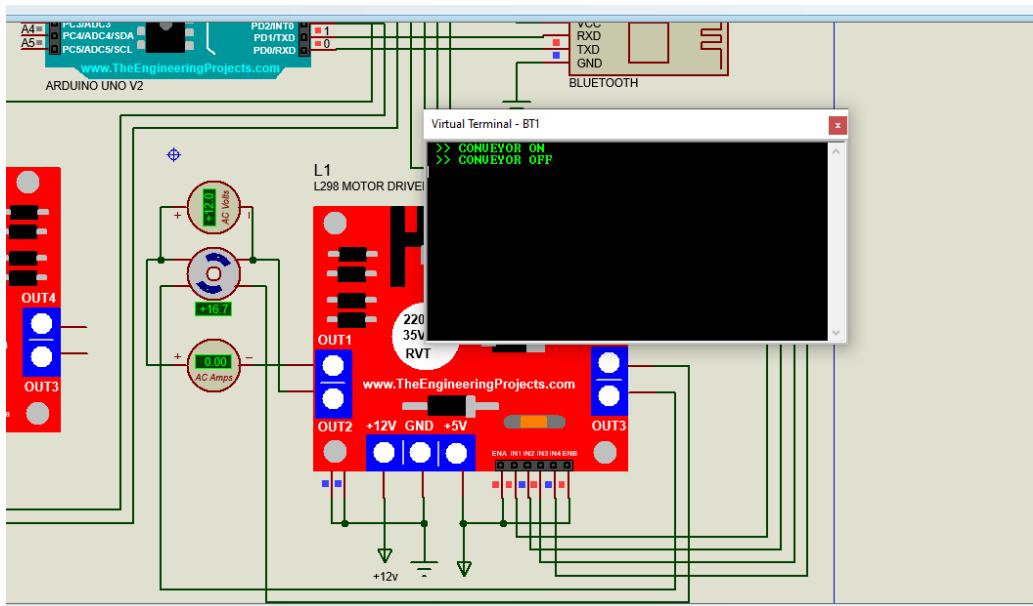 A4
A5
PC3/ADC3
PC4/ADC4/SDA
PC5/ADC5/SCL
PD2/INT0
PD1/TXD
PD0/RXD
1
0
www.TheEngineeringProjects.com
ARDUINO UNO V2
VCC
RXD
TXD
GND
BLUETOOTH
Virtual Terminal - BT1
x
>> CONVEYOR ON
>> CONVEYOR OFF
L1
L298 MOTOR DRIVE
+12.0
AC Volts
+
+16.7
+ −
0.00
AC Amps
OUT4
OUT3
220
35V
RVT
OUT1
www.TheEngineeringProjects.com
OUT2 +12V GND +5V
OUT3
ENA IN1 IN2 IN3 IN4 ENB
+12v